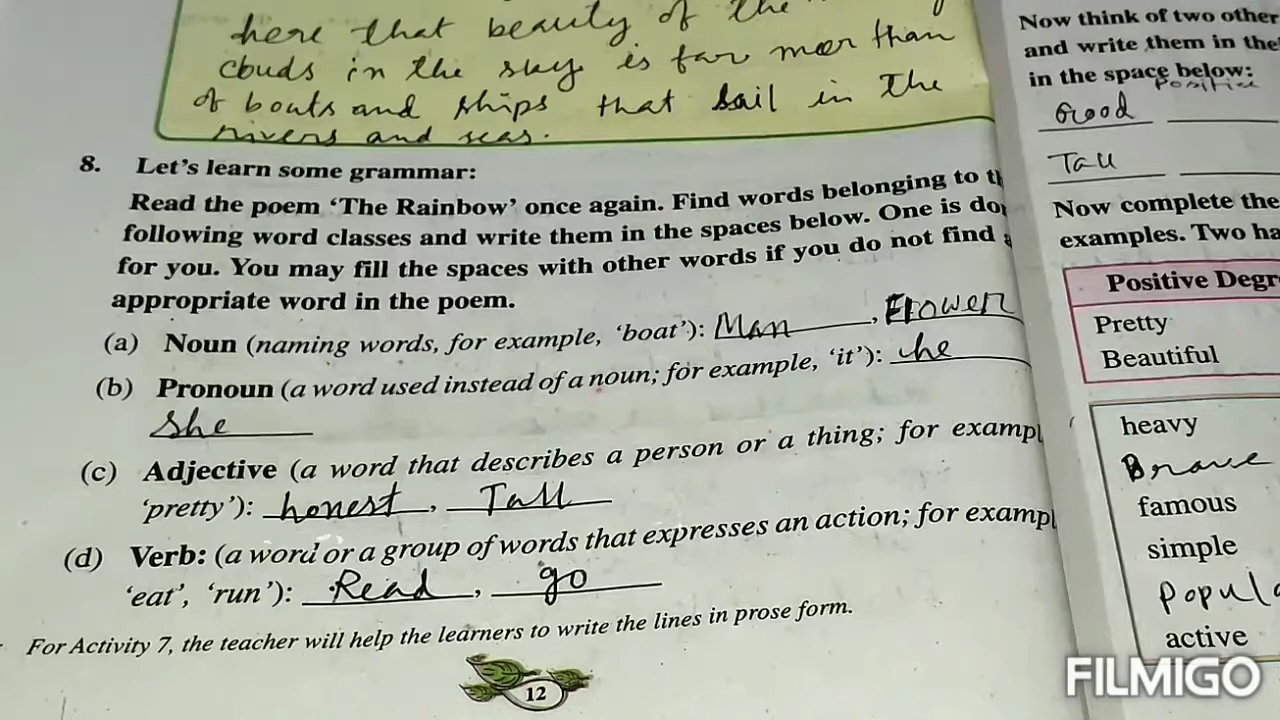 here that beauty of the
clouds in the sky is far moer than
of bouts and ships that sail in the
rivers and seas.
8. Let's learn some grammar:
Read the poem 'The Rainbow' once again. Find words belonging to th
following word classes and write them in the spaces below. One is do
for you. You may fill the spaces with other words if you do not find
appropriate word in the poem.
(a) Noun (naming words, for example, 'boat'): Man, Flower
(b) Pronoun (a word used instead of a noun; for example, 'it'): he
she
(c) Adjective (a word that describes a person or a thing; for exampl
'pretty'): honest, Tall
(d) Verb: (a word or a group of words that expresses an action; for exampl
'eat', 'run'): Read, go
For Activity 7, the teacher will help the learners to write the lines in prose form.
12
Now think of two other
and write them in the
in the space below:
Positive
Good
Tall
Now complete the
examples. Two ha
Positive Degr
Pretty
Beautiful
heavy
Brave
famous
simple
Popula
active
FILMIGO